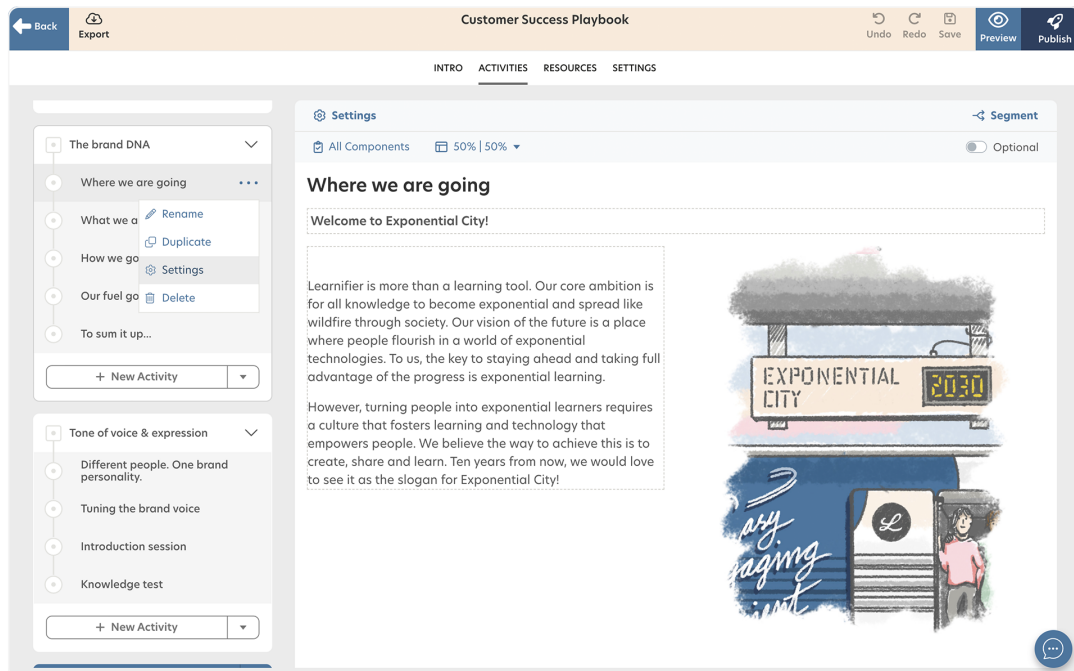 Back
Export
Customer Success Playbook
Undo
Redo
Save
Preview
Publish
INTRO
ACTIVITIES
RESOURCES
SETTINGS
The brand DNA
Where we are going
What we a
How we go
Our fuel go
To sum it up...
Rename
Duplicate
Settings
Delete
+ New Activity
Tone of voice & expression
Different people. One brand
personality.
Tuning the brand voice
Introduction session
Knowledge test
+ New Activity
Settings
Segment
All Components
50% | 50%
Optional
Where we are going
Welcome to Exponential City!
Learnifier is more than a learning tool. Our core ambition is
for all knowledge to become exponential and spread like
wildfire through society. Our vision of the future is a place
where people flourish in a world of exponential
technologies. To us, the key to staying ahead and taking full
advantage of the progress is exponential learning.
However, turning people into exponential learners requires
a culture that fosters learning and technology that
empowers people. We believe the way to achieve this is to
create, share and learn. Ten years from now, we would love
to see it as the slogan for Exponential City!
EXPONENTIAL
CITY
2030
L